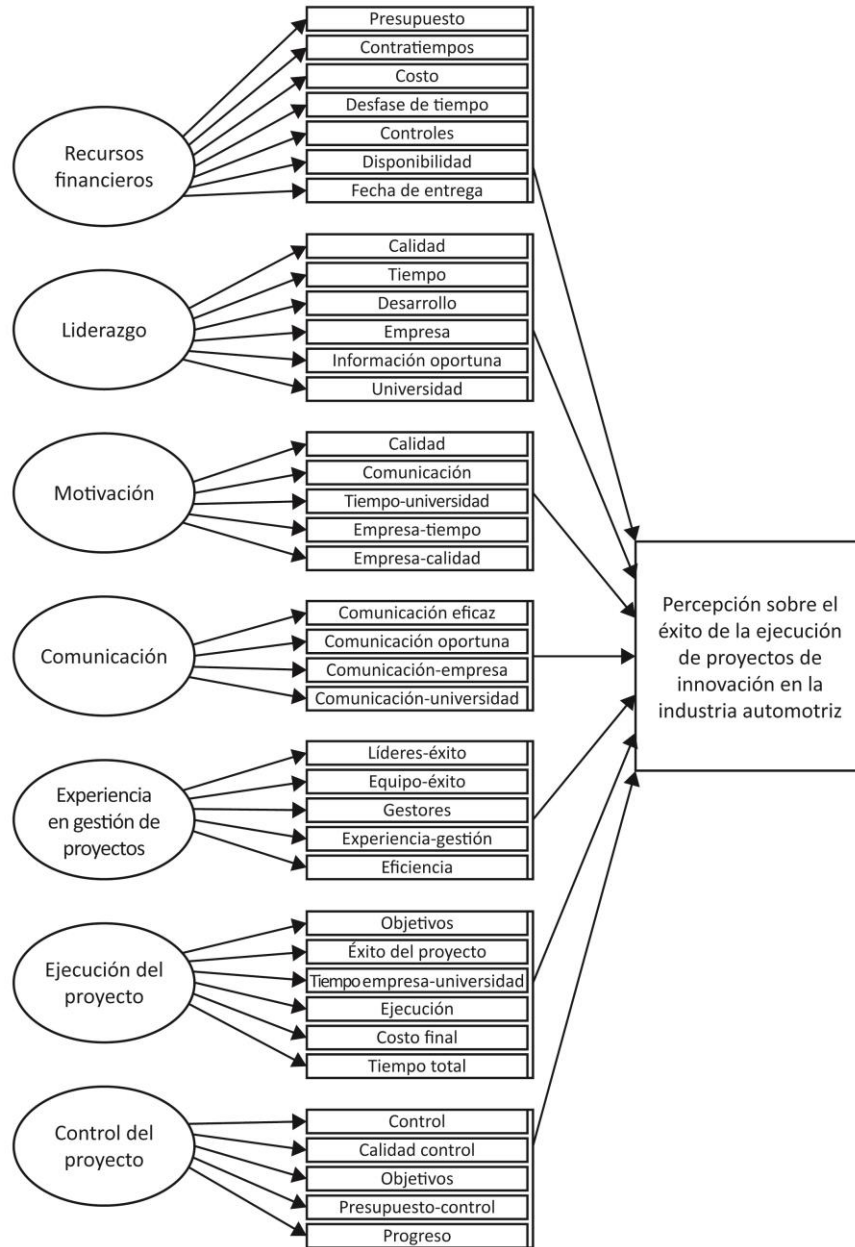 Recursos
financieros
Presupuesto
Contratiempos
Costo
Desfase de tiempo
Controles
Disponibilidad
Fecha de entrega
Liderazgo
Calidad
Tiempo
Desarrollo
Empresa
Información oportuna
Universidad
Motivación
Calidad
Comunicación
Tiempo-universidad
Empresa-tiempo
Empresa-calidad
Comunicación
Comunicación eficaz
Comunicación oportuna
Comunicación-empresa
Comunicación-universidad
Experiencia
en gestión de
proyectos
Líderes-éxito
Equipo-éxito
Gestores
Experiencia-gestión
Eficiencia
Ejecución del
proyecto
Objetivos
Éxito del proyecto
Tiempo empresa-universidad
Ejecución
Costo final
Tiempo total
Control del
proyecto
Control
Calidad control
Objetivos
Presupuesto-control
Progreso
Percepción sobre el
éxito de la ejecución
de proyectos de
innovación en la
industria automotriz